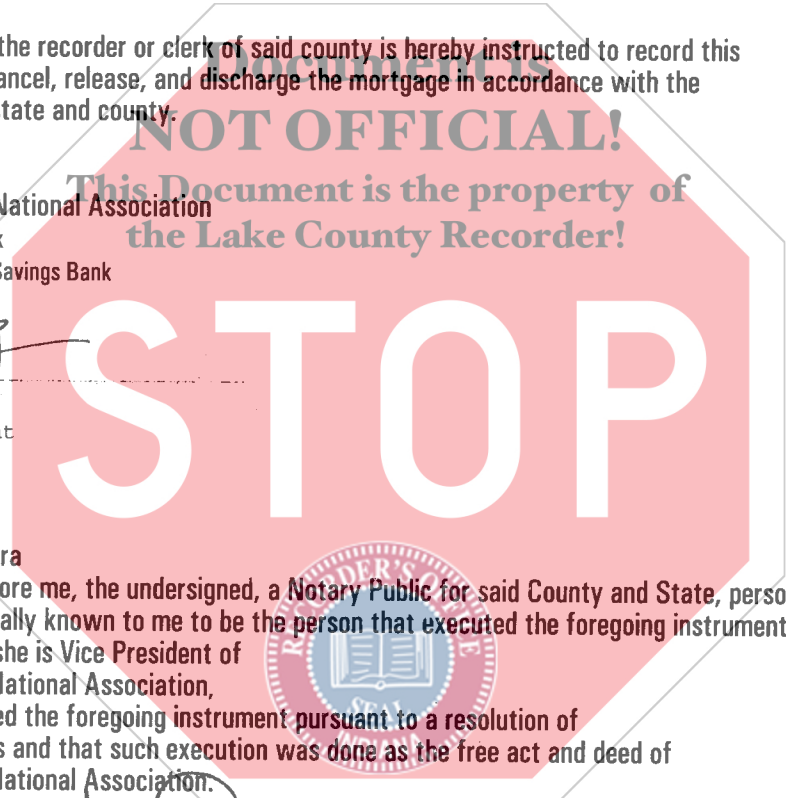 the recorder or clerk of said county is hereby instructed to record this
Document is
ancel, release, and discharge the mortgage in accordance with the
tate and county.
NOT OFFICIAL!
This Document is the property of
National Association
the Lake County Recorder!
Savings Bank
STOP
ra
ore me, the undersigned, a Notary Public for said County and State, perso
ally known to me to be the person that executed the foregoing instrument
she is Vice President of
National Association,
ed the foregoing instrument pursuant to a resolution of
s and that such execution was done as the free act and deed of
National Association.
RECORDER'S OFFICE
SEAL
INDIANA